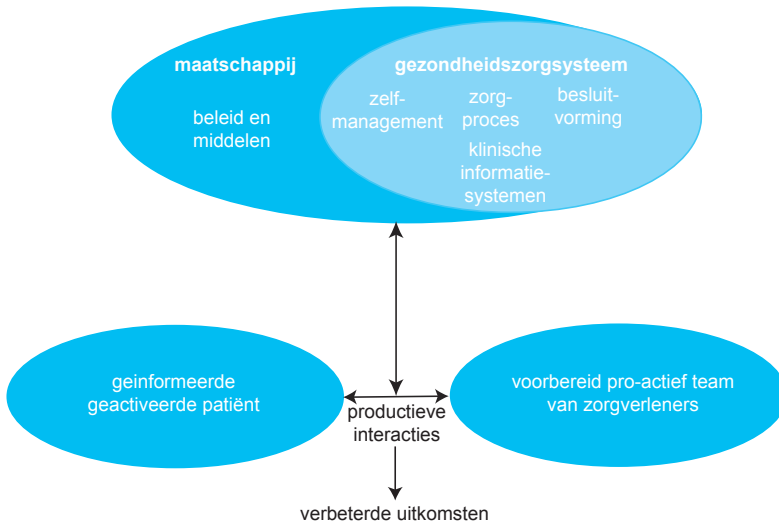 maatschappij
beleid en
middelen
gezondheidszorgsysteem
zelf-
management
zorg-
proces
besluit-
vorming
klinische
informatie-
systemen
geinformeerde
geactiveerde patiënt
productieve
interacties
voorbereid pro-actief team
van zorgverleners
verbeterde uitkomsten